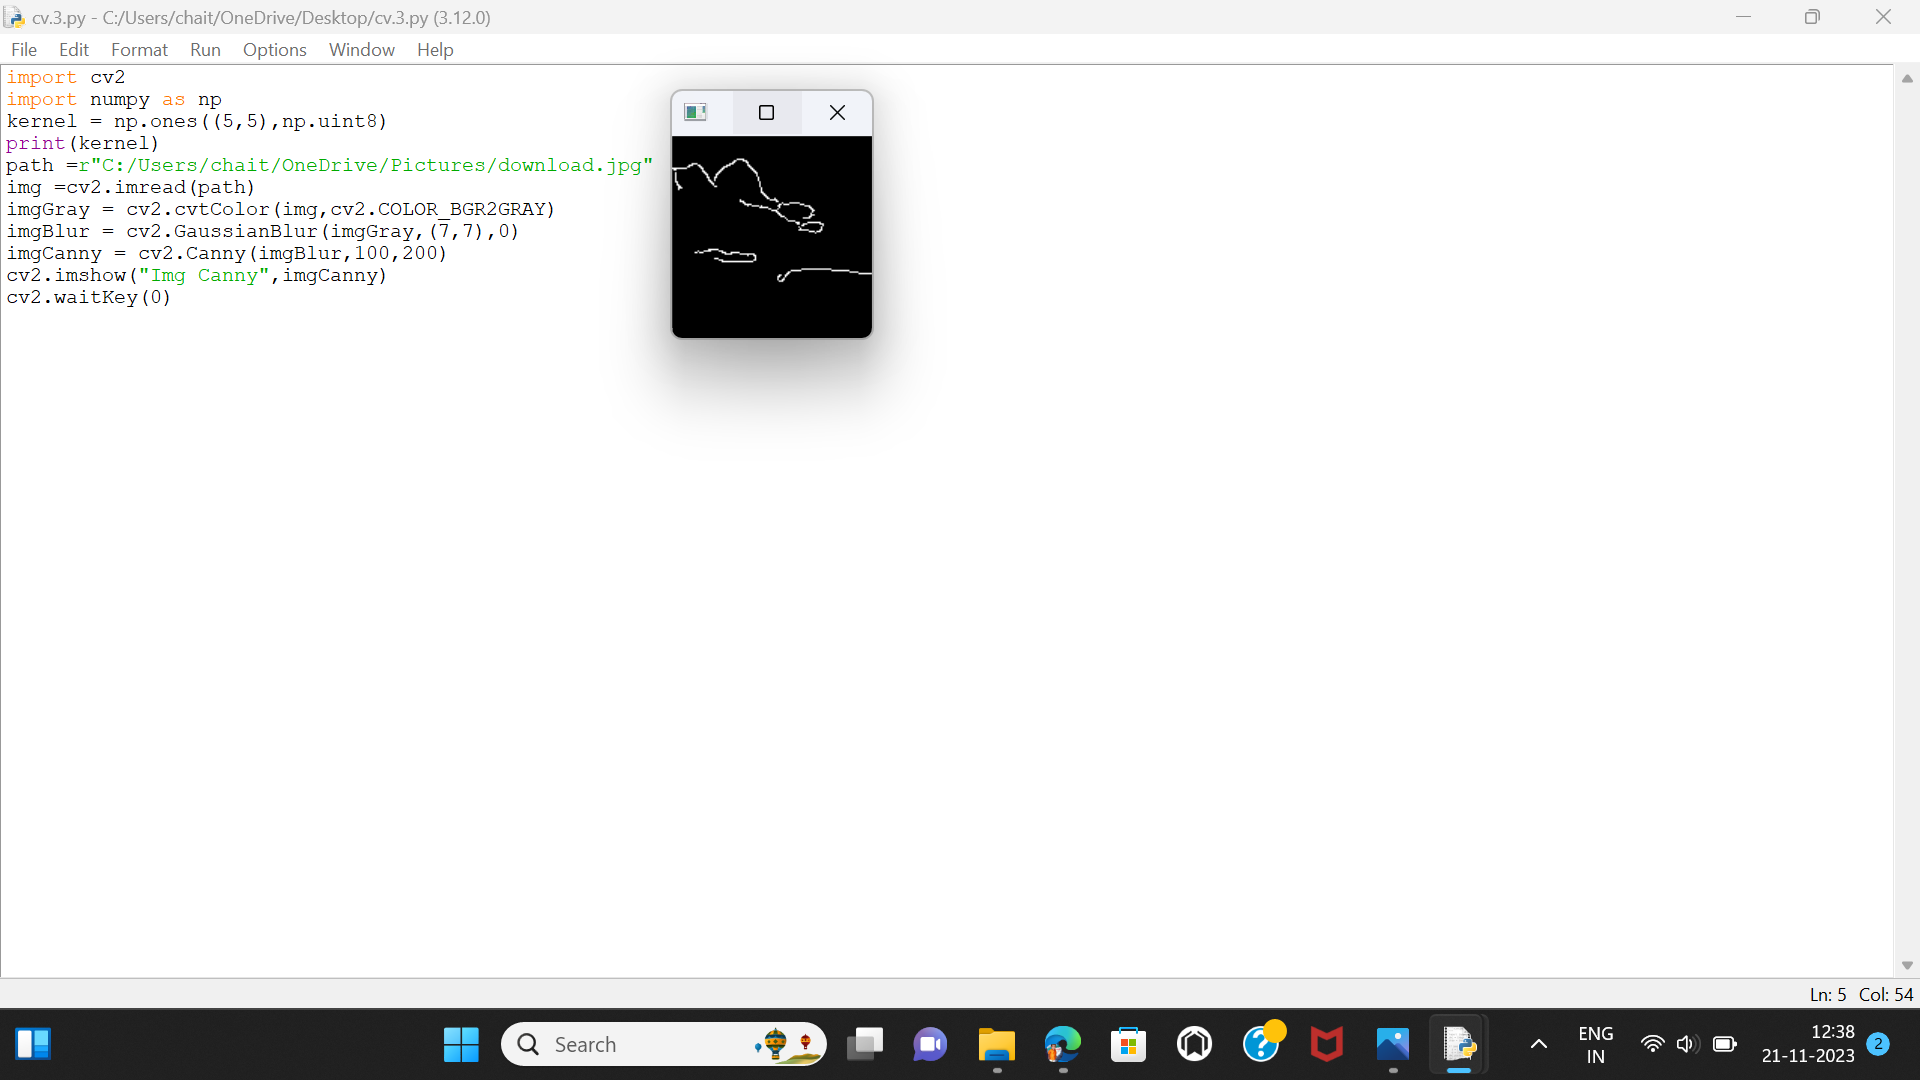 cv.3.py - C:/Users/chait/OneDrive/Desktop/cv.3.py (3.12.0)
File Edit Format Run Options Window Help
import cv2
import numpy as np
kernel = np.ones((5,5),np.uint8)
print(kernel)
path =r"C:/Users/chait/OneDrive/Pictures/download.jpg"
img =cv2.imread(path)
imgGray = cv2.cvtColor(img,cv2.COLOR_BGR2GRAY)
imgBlur = cv2.GaussianBlur(imgGray,(7,7),0)
imgCanny = cv2.Canny(imgBlur,100,200)
cv2.imshow("Img Canny",imgCanny)
cv2.waitKey(0)
Ln: 5 Col: 54
Search
ENG
IN
12:38
21-11-2023
2